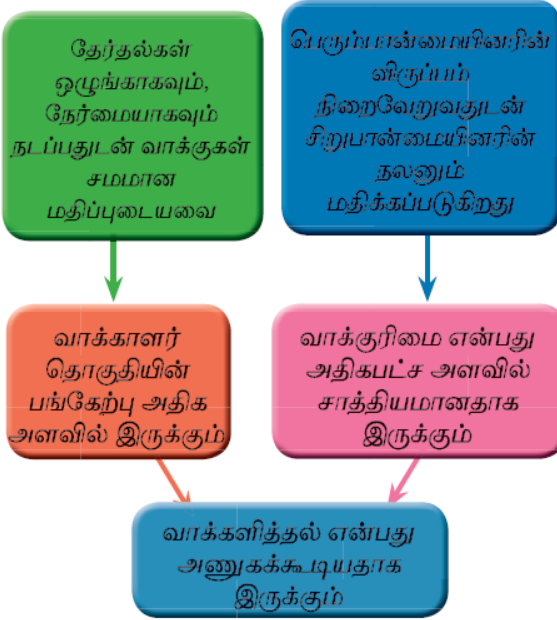 தேர்தல்கள்
ஒழுங்காகவும்,
நேர்மையாகவும்
நடப்பதுடன் வாக்குகள்
சமமான
மதிப்புடையவை
பெரும்பான்மையினரின்
விருப்பம்
நிறைவேறுவதுடன்
சிறுபான்மையினரின்
நலனும்
மதிக்கப்படுகிறது
வாக்காளர்
தொகுதியின்
பங்கேற்பு அதிக
அளவில் இருக்கும்
வாக்குரிமை என்பது
அதிகபட்ச அளவில்
சாத்தியமானதாக
இருக்கும்
வாக்களித்தல் என்பது
அணுகக்கூடியதாக
இருக்கும்